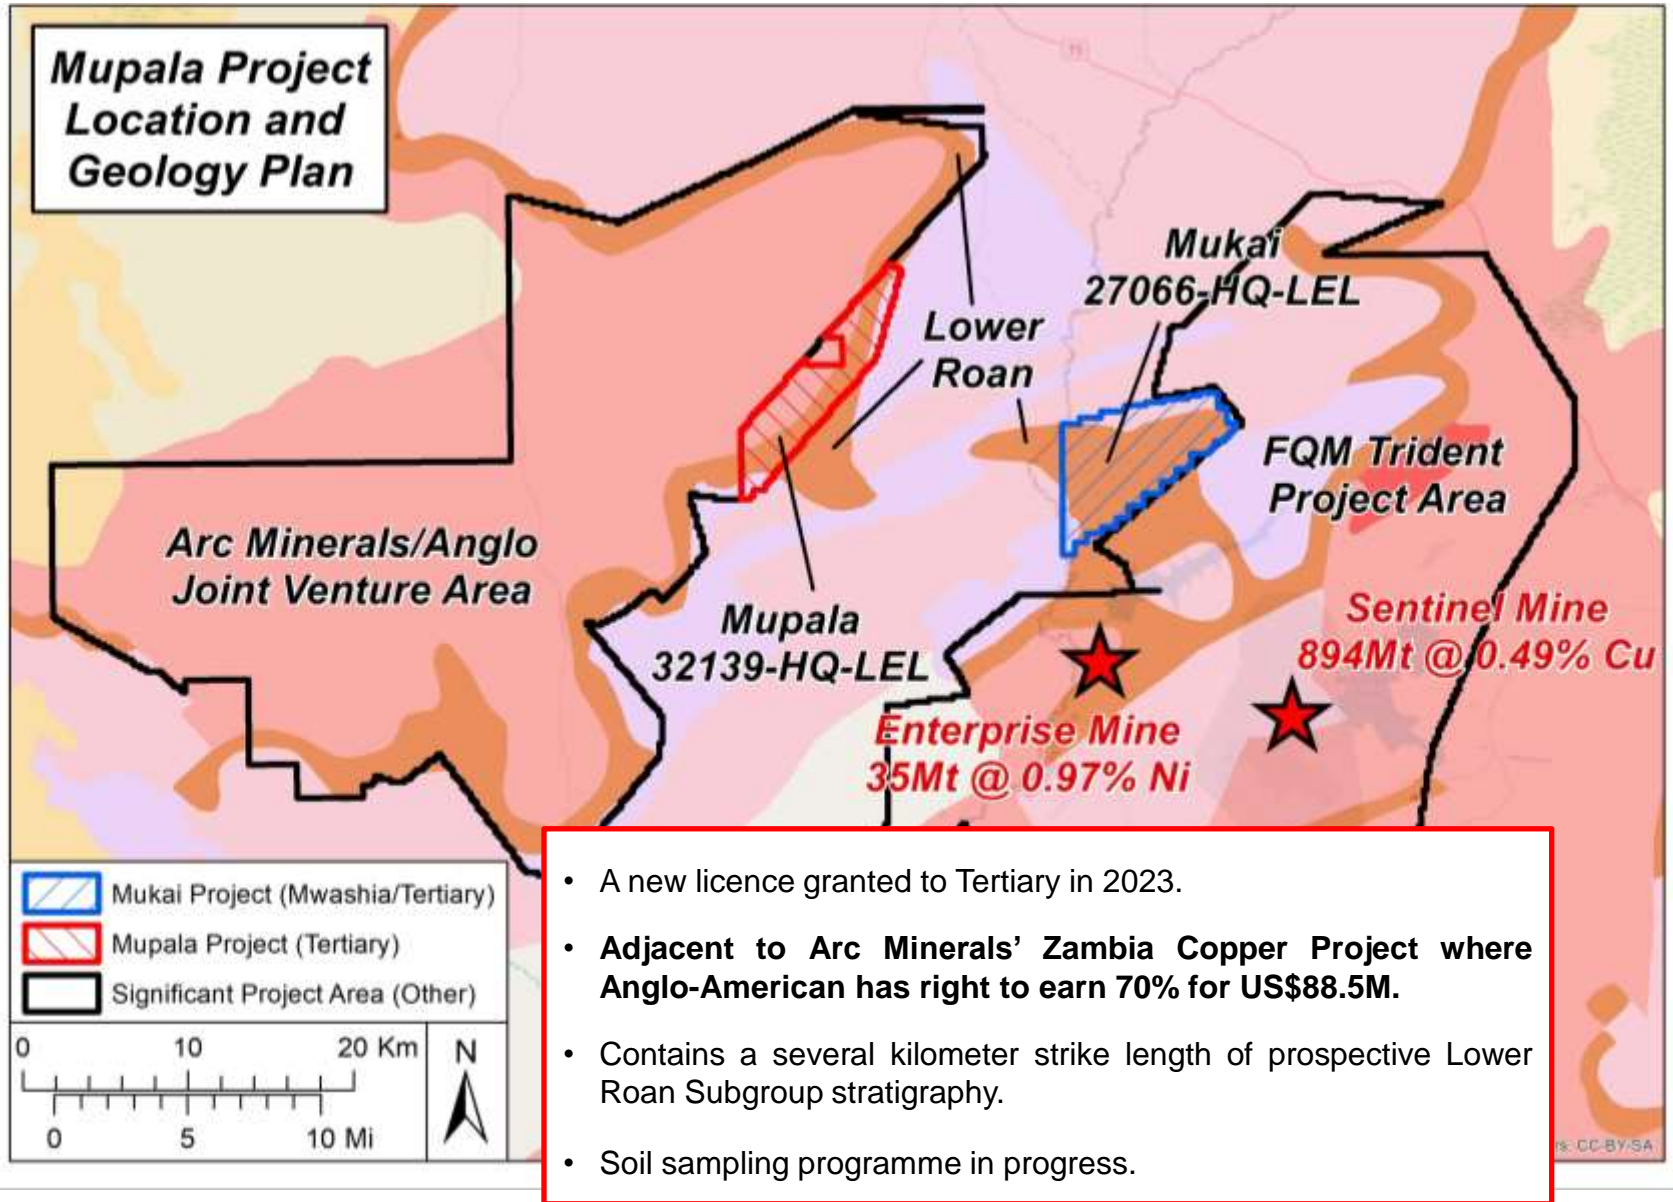 Mupala Project
Location and
Geology Plan
15
Mukai
27066-HQ-LEL
Lower
Roan
FQM Trident
Project Area
Arc Minerals/Anglo
Joint Venture Area
Mupala
32139-HQ-LEL
Sentinel Mine
894Mt @ 0.49% Cu
Enterprise Mine
35Mt @ 0.97% Ni
Mukai Project (Mwashia/Tertiary)
Mupala Project (Tertiary)
Significant Project Area (Other)
0 10 20 Km
N
0 5 10 Mi
• A new licence granted to Tertiary in 2023.
• Adjacent to Arc Minerals’ Zambia Copper Project where
Anglo-American has right to earn 70% for US$88.5M.
• Contains a several kilometer strike length of prospective Lower
Roan Subgroup stratigraphy.
• Soil sampling programme in progress.
CC-BY-SA